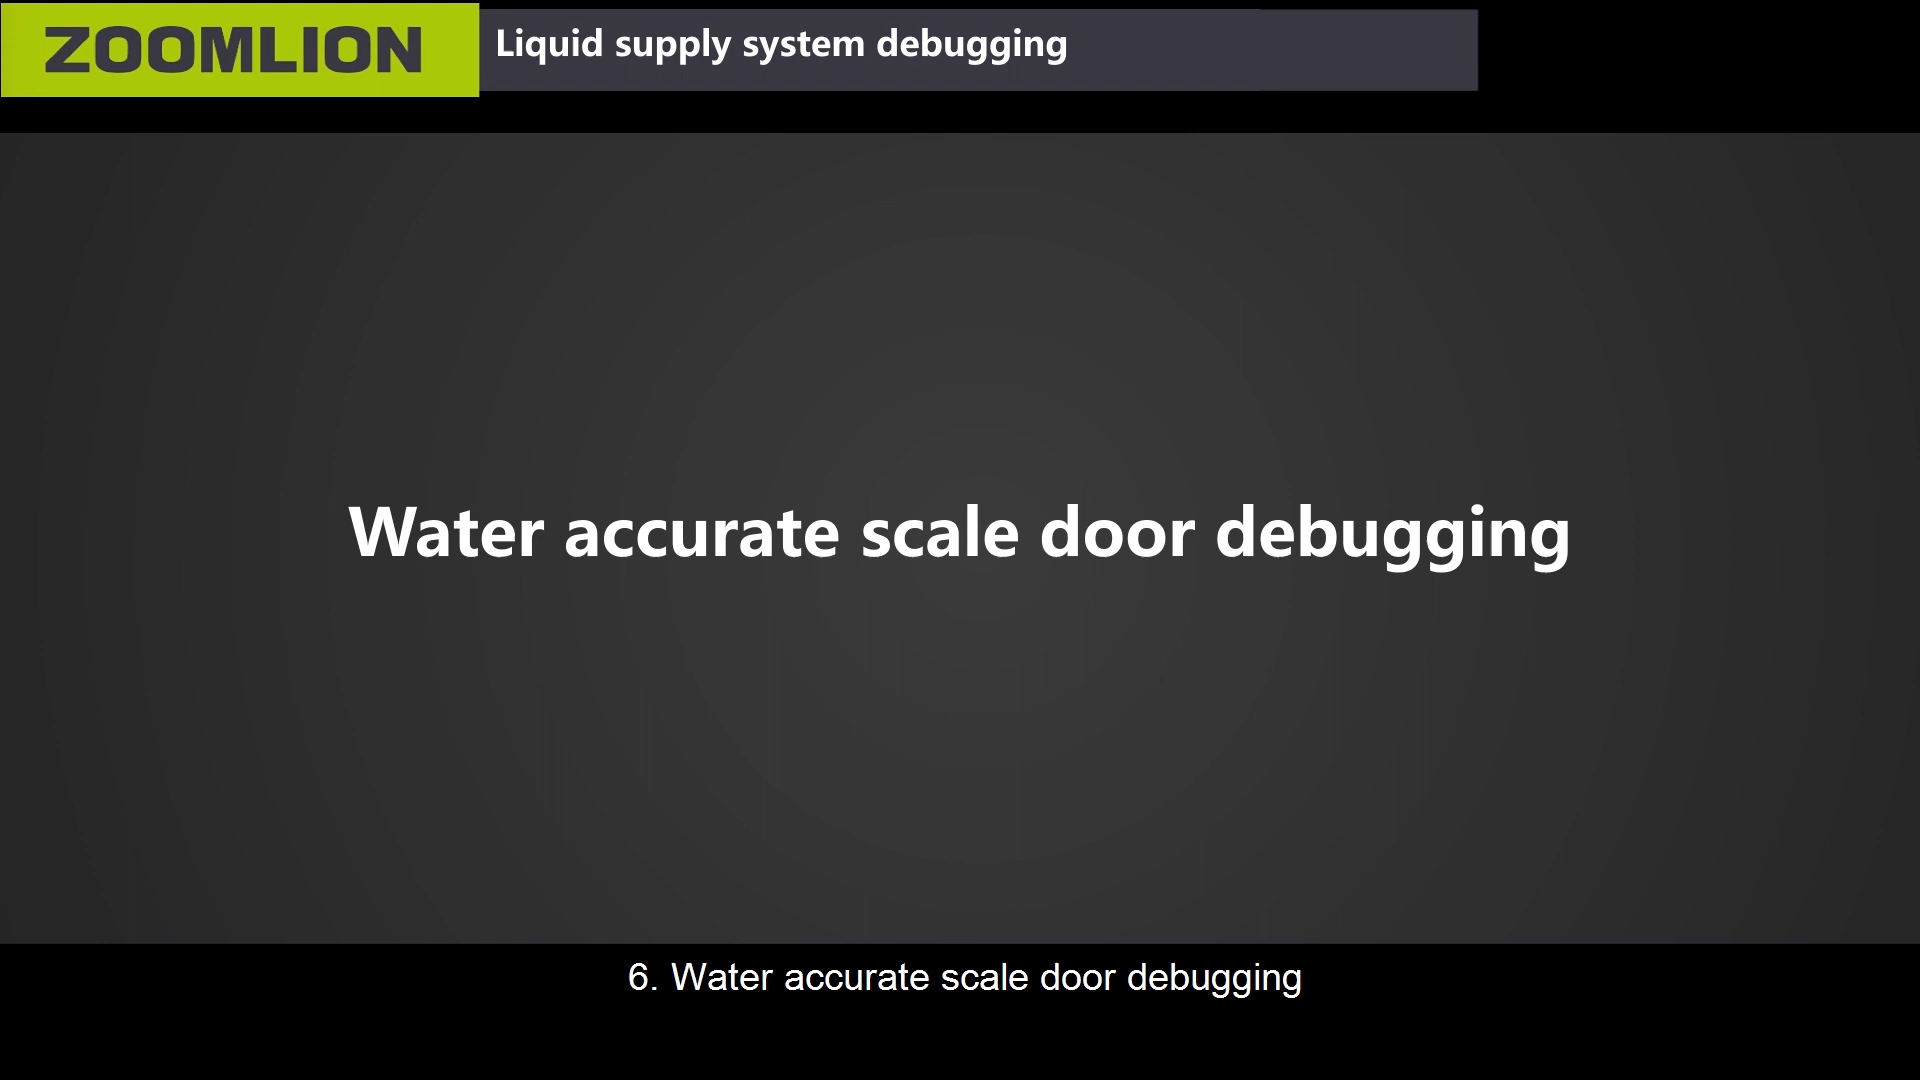 ZOOMLION
Liquid supply system debugging
Water accurate scale door debugging
6. Water accurate scale door debugging